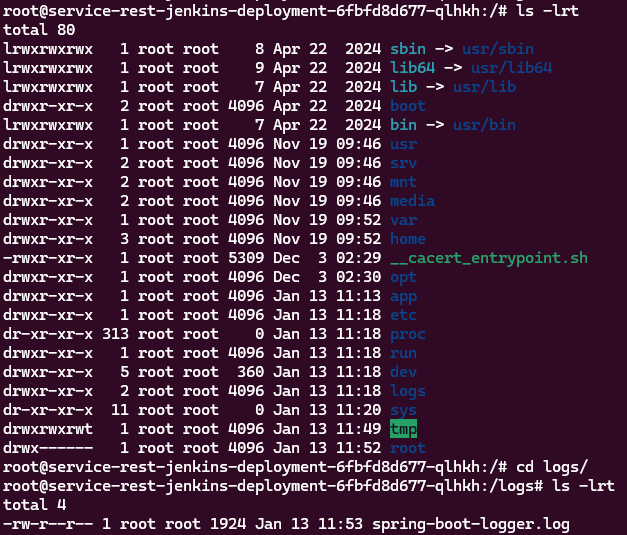 root@service-rest-jenkins-deployment-6fbfd8d677-qlhkh:/# ls -lrt
total 80
lrwxrwxrwx   1 root root    8 Apr 22  2024 sbin -> usr/sbin
lrwxrwxrwx   1 root root    9 Apr 22  2024 lib64 -> usr/lib64
lrwxrwxrwx   1 root root    7 Apr 22  2024 lib -> usr/lib
drwxr-xr-x   2 root root 4096 Apr 22  2024 boot
lrwxrwxrwx   1 root root    7 Apr 22  2024 bin -> usr/bin
drwxr-xr-x   1 root root 4096 Nov 19 09:46 usr
drwxr-xr-x   2 root root 4096 Nov 19 09:46 srv
drwxr-xr-x   2 root root 4096 Nov 19 09:46 mnt
drwxr-xr-x   2 root root 4096 Nov 19 09:46 media
drwxr-xr-x   1 root root 4096 Nov 19 09:52 var
drwxr-xr-x   3 root root 4096 Nov 19 09:52 home
-rwxr-xr-x   1 root root 5309 Dec  3 02:29 __cacert_entrypoint.sh
drwxr-xr-x   1 root root 4096 Dec  3 02:30 opt
drwxr-xr-x   1 root root 4096 Jan 13 11:13 app
drwxr-xr-x   1 root root 4096 Jan 13 11:18 etc
dr-xr-xr-x 313 root root    0 Jan 13 11:18 proc
drwxr-xr-x   1 root root 4096 Jan 13 11:18 run
drwxr-xr-x   5 root root  360 Jan 13 11:18 dev
drwxr-xr-x   2 root root 4096 Jan 13 11:18 logs
dr-xr-xr-x  11 root root    0 Jan 13 11:20 sys
drwxrwxrwt   1 root root 4096 Jan 13 11:49 tmp
drwx------   1 root root 4096 Jan 13 11:52 root
root@service-rest-jenkins-deployment-6fbfd8d677-qlhkh:/# cd logs/
root@service-rest-jenkins-deployment-6fbfd8d677-qlhkh:/logs# ls -lrt
total 4
-rw-r--r-- 1 root root 1924 Jan 13 11:53 spring-boot-logger.log